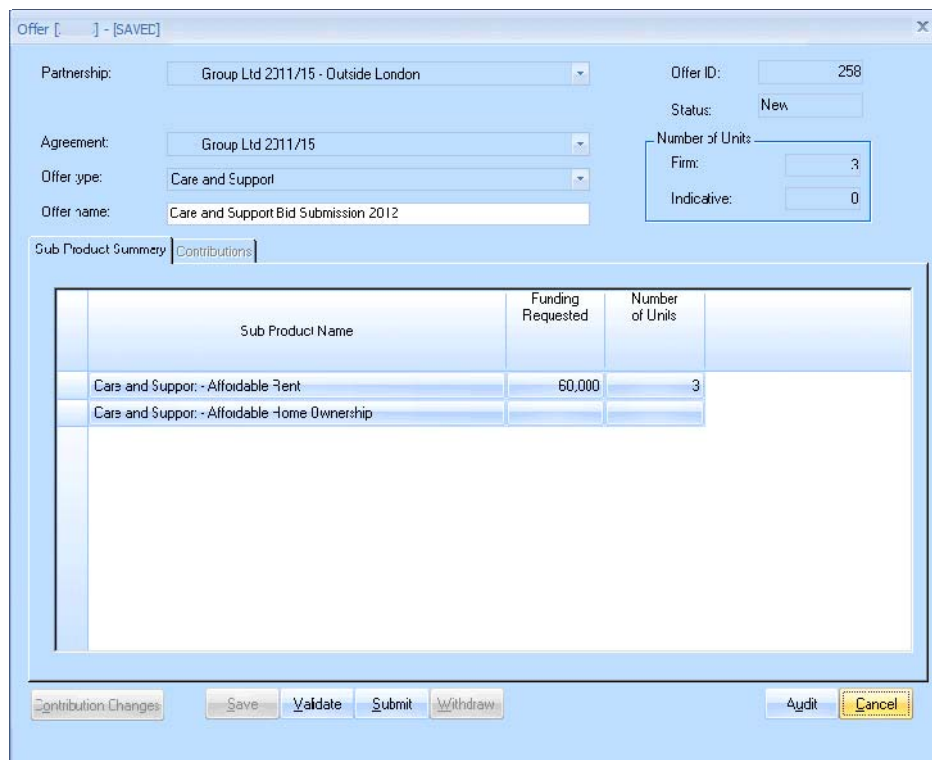 Offer [ ] - [SAVED]
X
Partnership:
Group Ltd 2011/15 - Outside London
Offer ID:
258
Status:
New
Agreement:
Group Ltd 2011/15
Number of Units
Firm:
3
Offer type:
Care and Support
Indicative:
0
Offer name:
Care and Support Bid Submission 2012
Sub Product Summary
Contributions
Sub Product Name
Funding
Requested
Number
of Units
Care and Support - Affordable Rent
60,000
3
Care and Support - Affordable Home Ownership
Contribution Changes
Save
Validate
Submit
Withdraw
Audit
Cancel